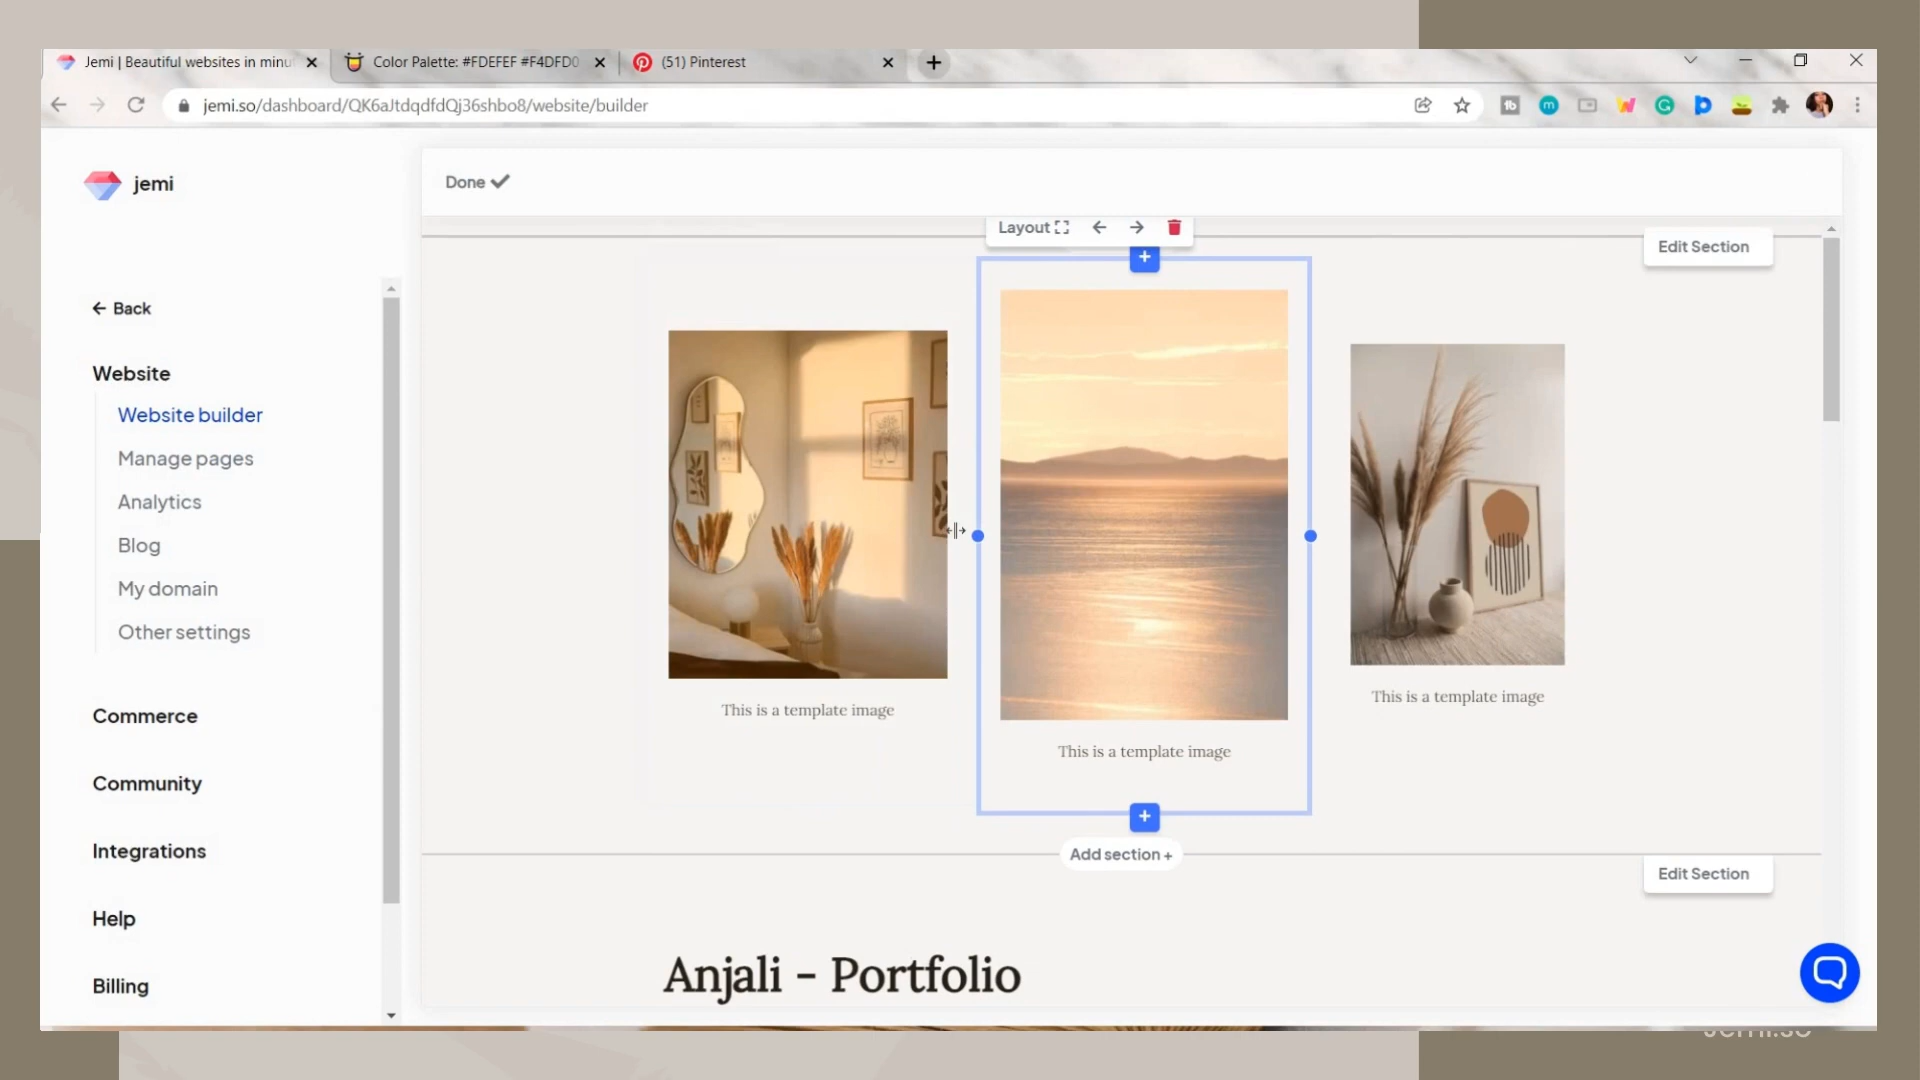 Jemi | Beautiful websites in minu
Color Palette: #FDEFEF #F4DFD0
(51) Pinterest
jemi.so/dashboard/QK6aJtdqdfdQj36shbo8/website/builder
jemi
Done
Layout
Edit Section
Back
Website
Website builder
Manage pages
Analytics
Blog
My domain
Other settings
Commerce
Community
Integrations
Help
Billing
This is a template image
This is a template image
This is a template image
Add section +
Edit Section
Anjali - Portfolio